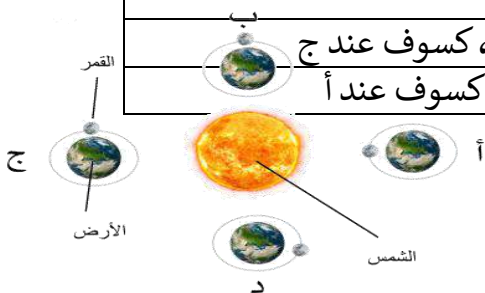 ب
، كسوف عند ج
كسوف عند أ
القمر
أ
ج
الأرض
الشمس
د